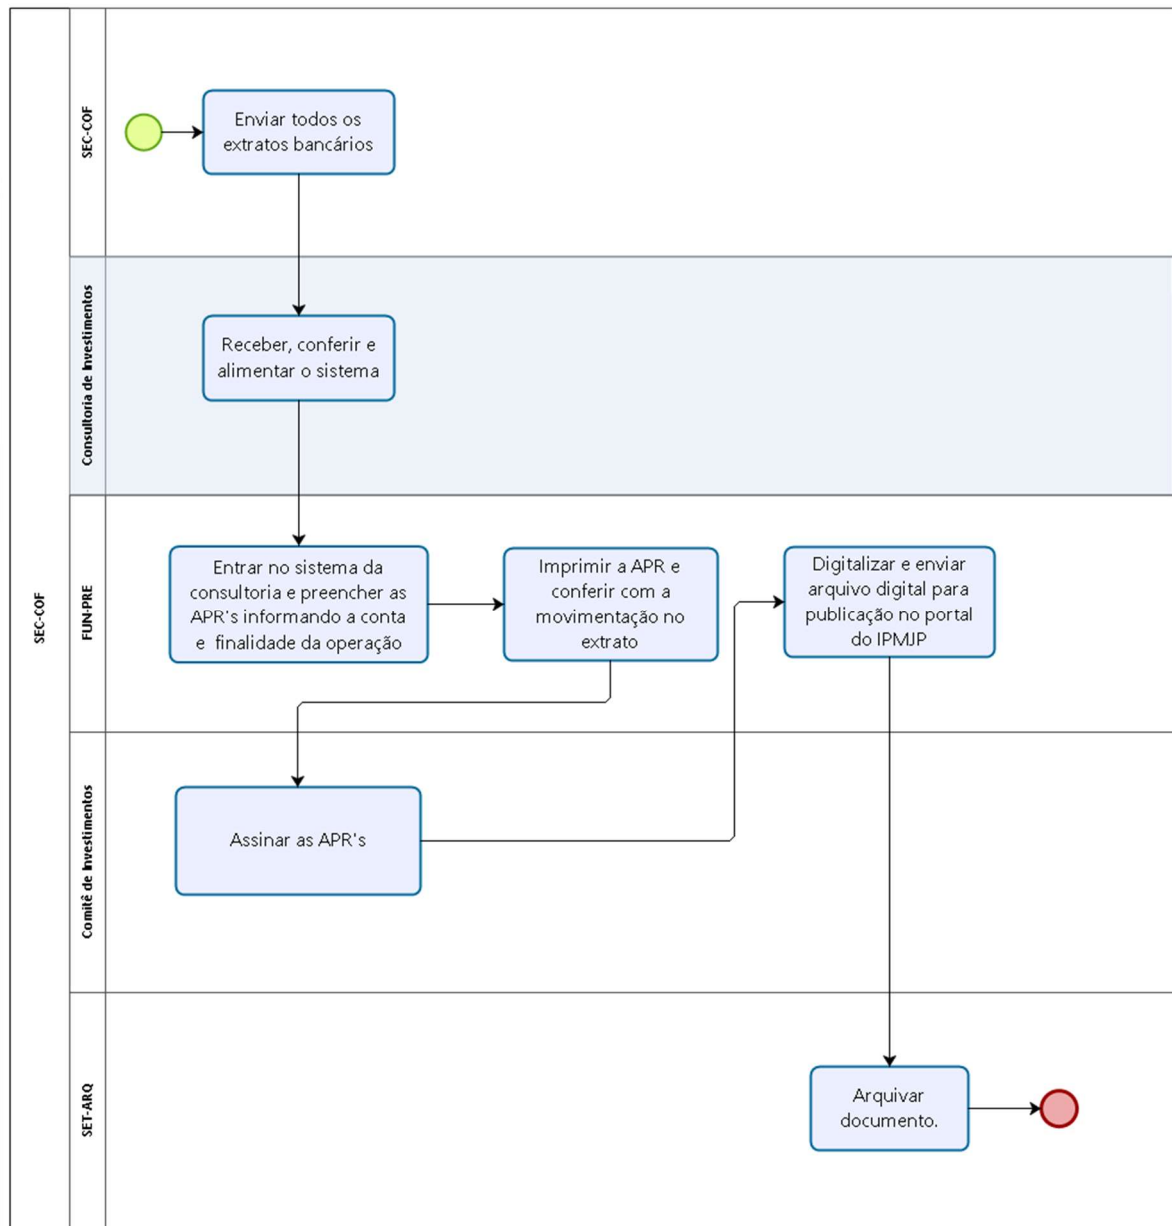 SEC-COF
SEC-COF
Enviar todos os
extratos bancários
Consultoria de Investimentos
Receber, conferir e
alimentar o sistema
FUN-PRE
Entrar no sistema da
consultoria e preencher as
APR's informando a conta
e finalidade da operação
Imprimir a APR e
conferir com a
movimentação no
extrato
Digitalizar e enviar
arquivo digital para
publicação no portal
do IPMJP
Comitê de Investimentos
Assinar as APR's
SET-ARQ
Arquivar
documento.